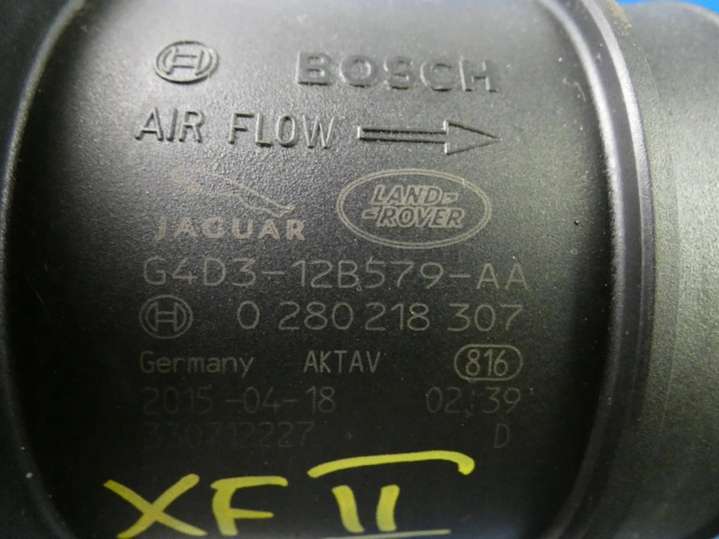 BOSCH
AIR FLOW
JAGUAR LAND-ROVER
G4D3-12B579-AA
0 280 218 307
Germany AKTAV 816
2015-04-18 02:39
330712227 D
XF II